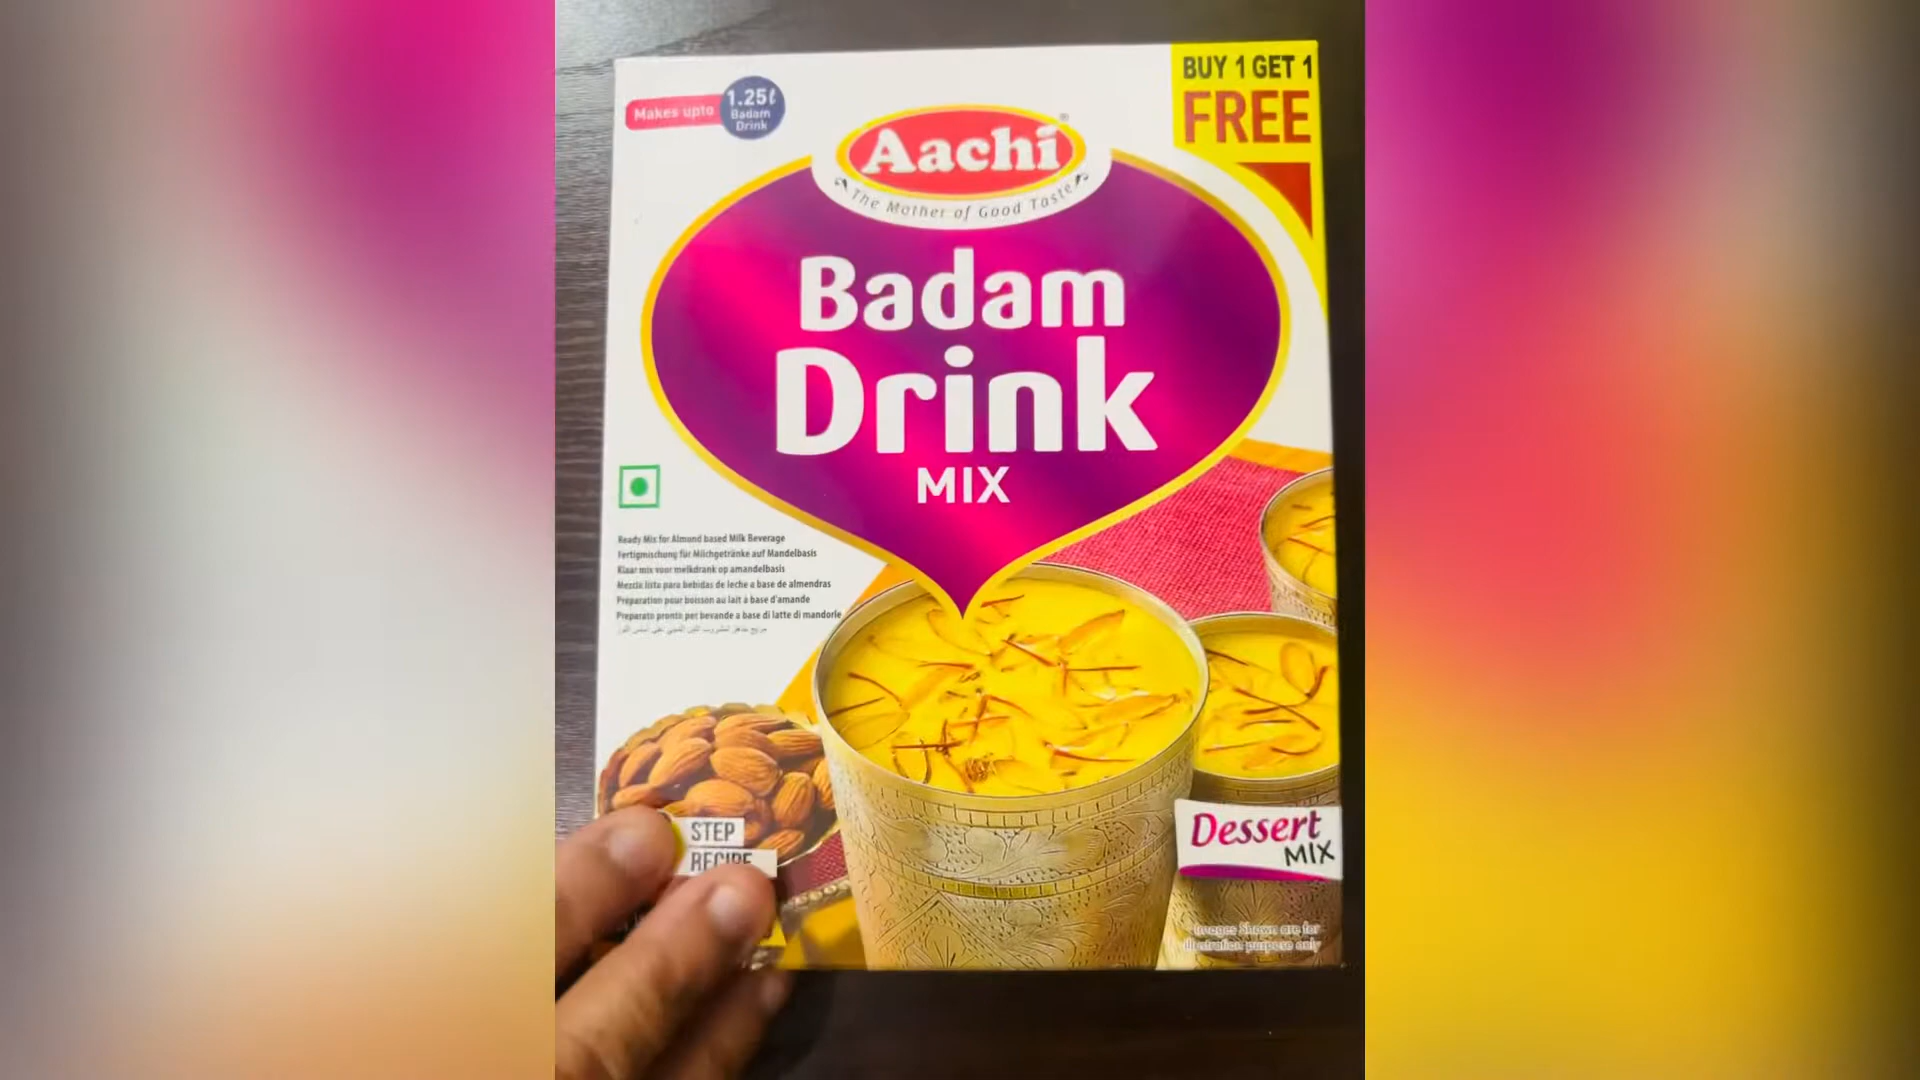 BUY 1 GET 1
FREE
Makes upto
1.25ℓ
Badam
Drink
Aachi®
The Mother of Good Taste
Badam
Drink
MIX
Ready Mix for Almond based Milk Beverage
Fertigmischung für Milchgetränke auf Mandelbasis
Klaar mix voor melkdrank op amandelbasis
Mezcla lista para bebidas de leche a base de almendras
Préparation pour boisson au lait à base d'amande
Preparato pronto per bevande a base di latte di mandorle
STEP
RECIPE
Dessert
MIX
Images Shown are for
illustration purpose only